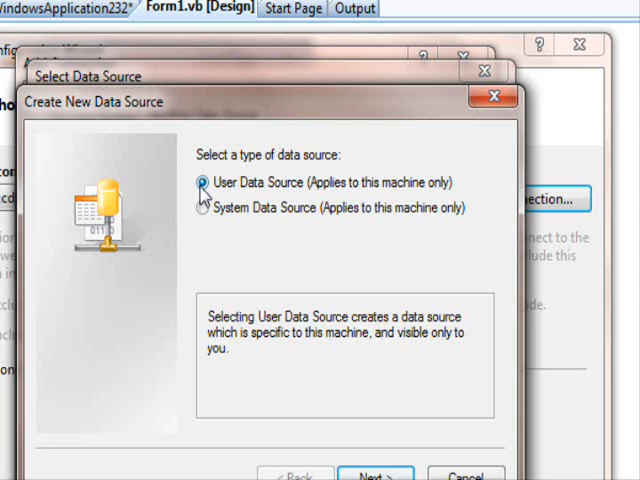 WindowsApplication232*
Form1.vb [Design]
Start Page
Output
?
Select Data Source
Create New Data Source
Select a type of data source:
User Data Source (Applies to this machine only)
System Data Source (Applies to this machine only)
ection...
nnect to the
lude this
Selecting User Data Source creates a data source
which is specific to this machine, and visible only to
you.
ode.
< Back
Next >
Cancel